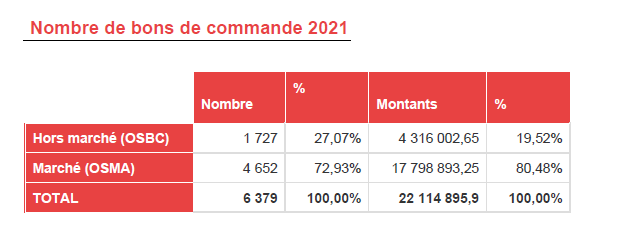 Nombre de bons de commande 2021
Nombre % Montants %
Hors marché (OSBC) 1 727 27,07% 4 316 002,65 19,52%
Marché (OSMA) 4 652 72,93% 17 798 893,25 80,48%
TOTAL 6 379 100,00% 22 114 895,9 100,00%